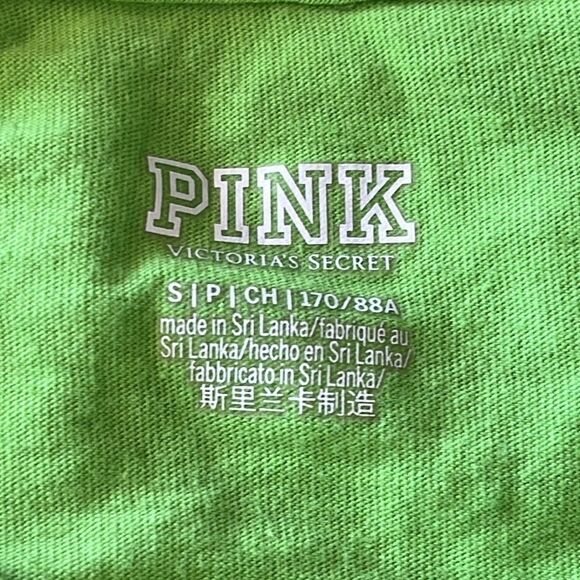 PINK
VICTORIA'S SECRET
S | P | CH | 170/88A
made in Sri Lanka/fabriqué au
Sri Lanka/hecho en Sri Lanka/
fabbricato in Sri Lanka/
斯里兰卡制造